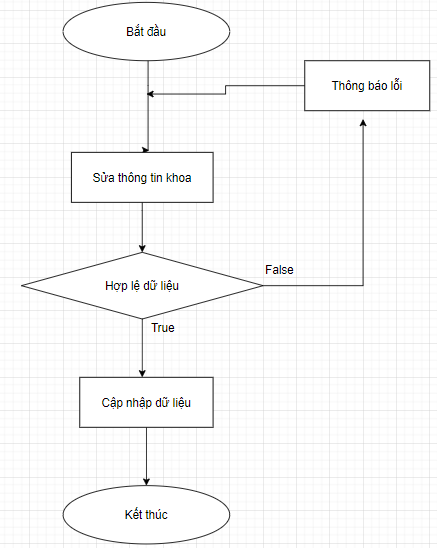 Bắt đầu
Thông báo lỗi
Sửa thông tin khoa
Hợp lệ dữ liệu
False
True
Cập nhập dữ liệu
Kết thúc